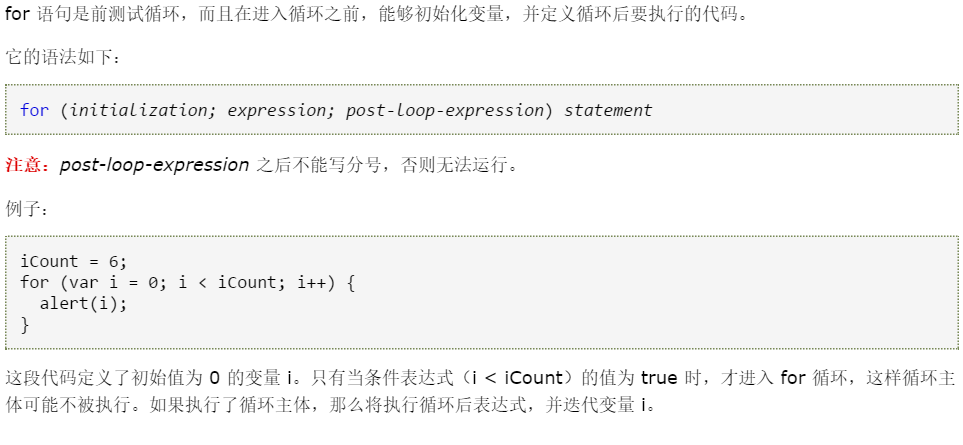 for 语句是前测试循环，而且在进入循环之前，能够初始化变量，并定义循环后要执行的代码。
它的语法如下：
for (initialization; expression; post-loop-expression) statement
注意：post-loop-expression 之后不能写分号，否则无法运行。
例子：
iCount = 6;
for (var i = 0; i < iCount; i++) {
  alert(i);
}
这段代码定义了初始值为 0 的变量 i。只有当条件表达式（i < iCount）的值为 true 时，才进入 for 循环，这样循环主
体可能不被执行。如果执行了循环主体，那么将执行循环后表达式，并迭代变量 i。